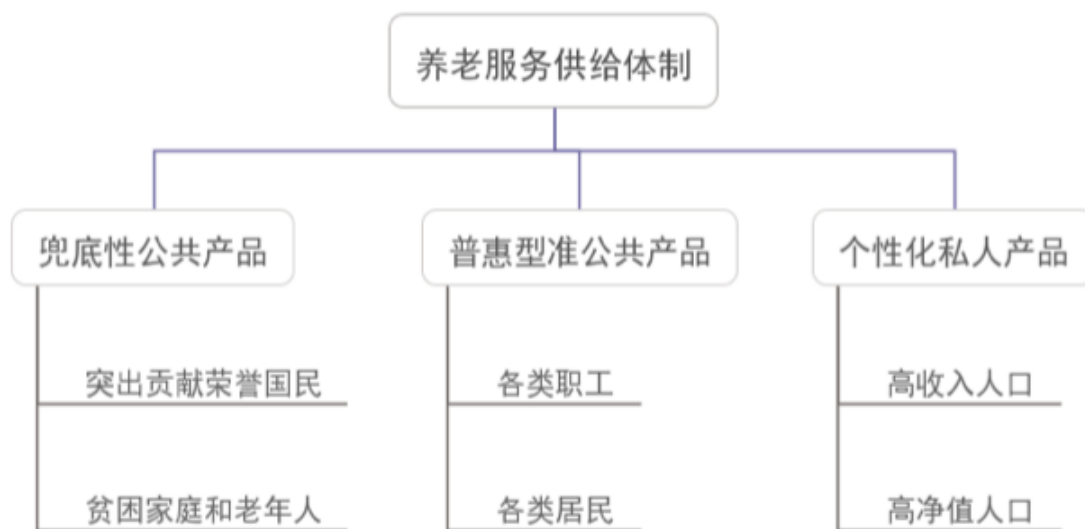 养老服务供给体制
兜底性公共产品
普惠型准公共产品
个性化私人产品
突出贡献荣誉国民
各类职工
高收入人口
贫困家庭和老年人
各类居民
高净值人口